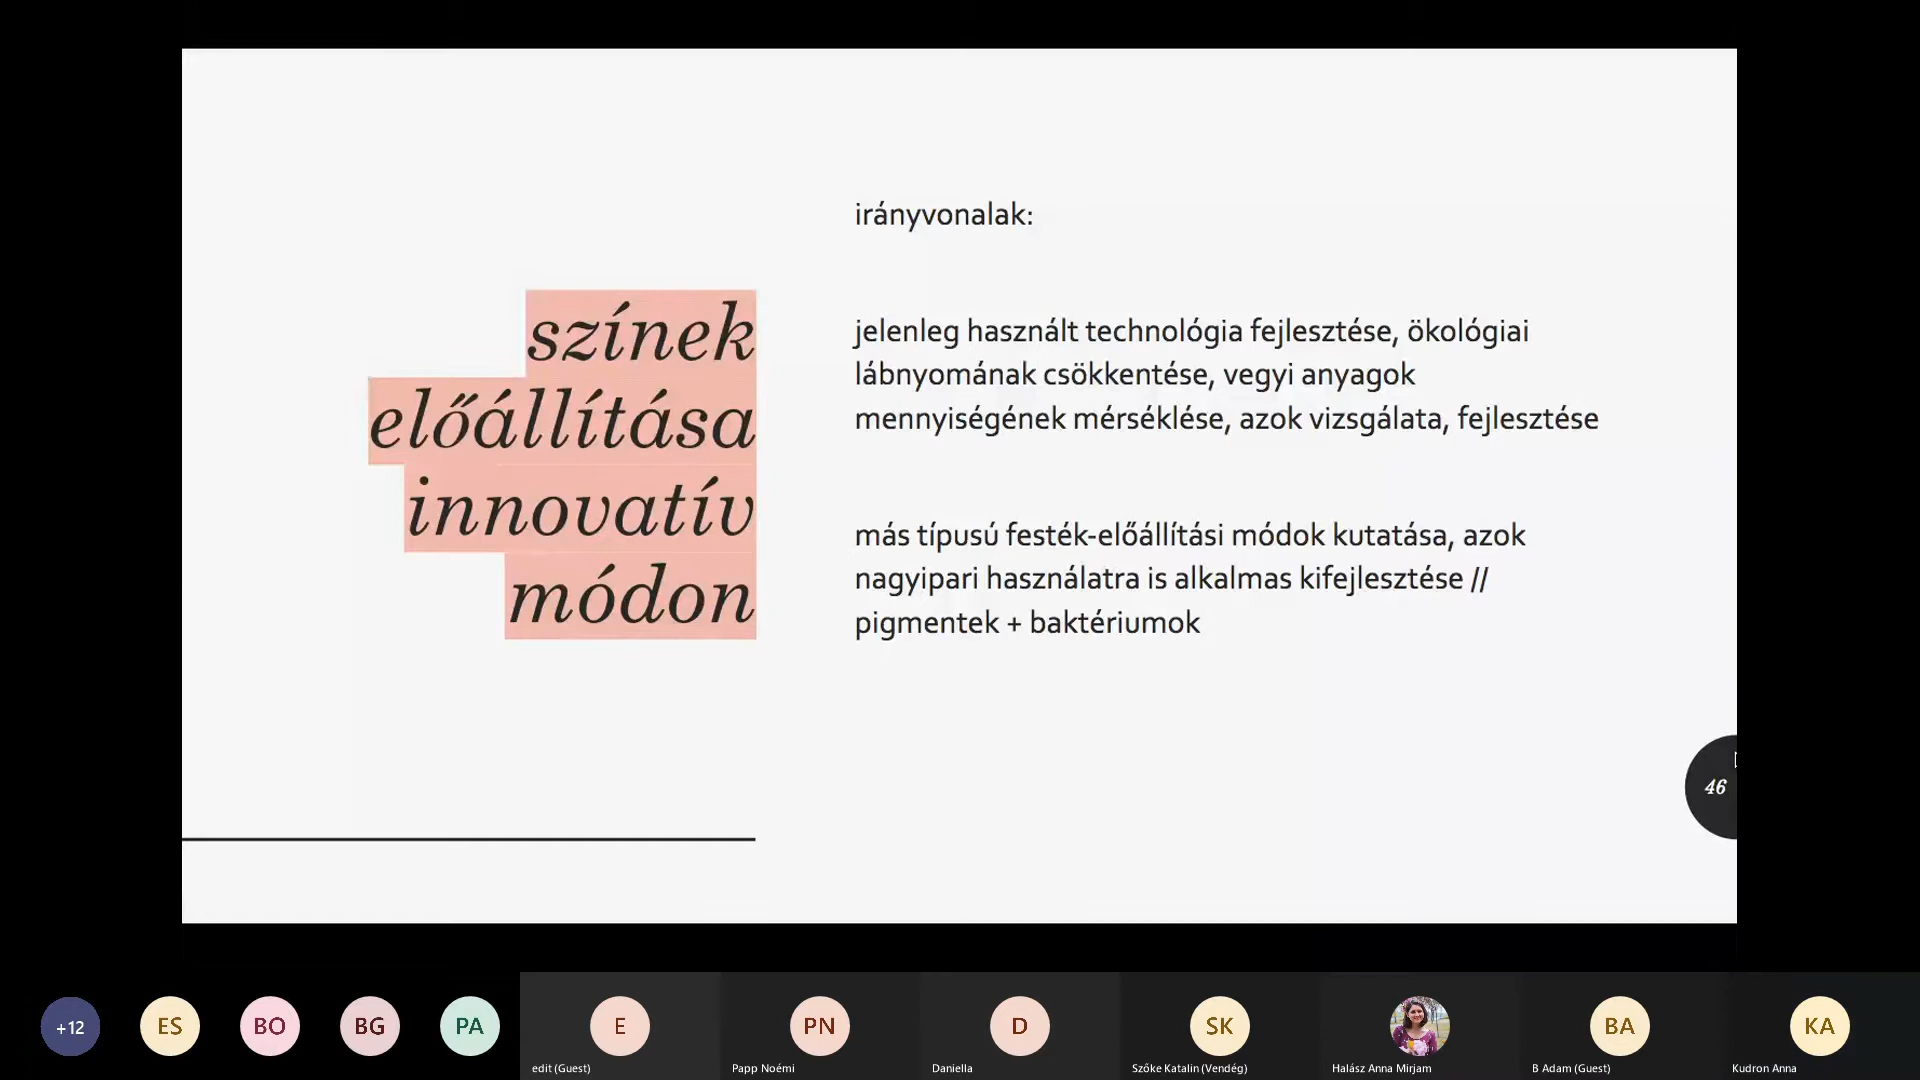 színek
előállítása
innovatív
módon
irányvonalak:
jelenleg használt technológia fejlesztése, ökológiai
lábnyomának csökkentése, vegyi anyagok
mennyiségének mérséklése, azok vizsgálata, fejlesztése
más típusú festék-előállítási módok kutatása, azok
nagyipari használatra is alkalmas kifejlesztése //
pigmentek + baktériumok
46
+12
ES
BO
BG
PA
E
edit (Guest)
PN
Papp Noémi
D
Daniella
SK
Szőke Katalin (Vendég)
Halász Anna Mirjam
BA
B Adam (Guest)
KA
Kudron Anna